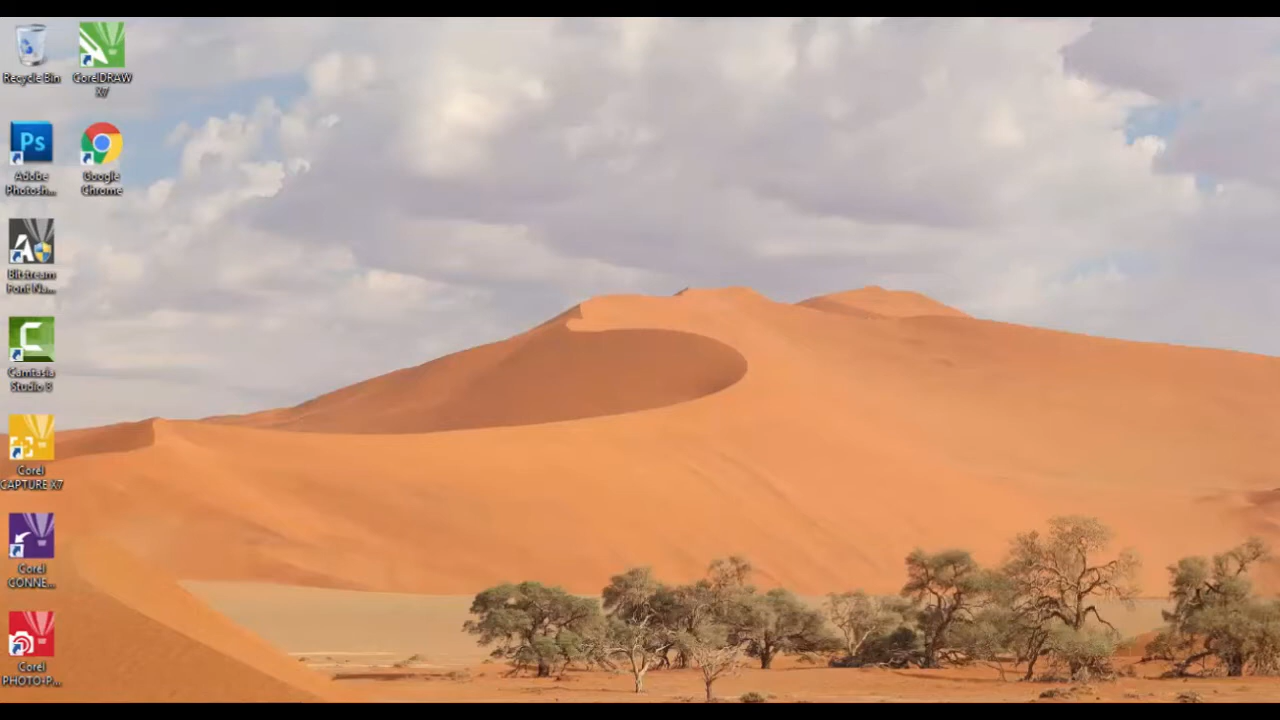 Recycle Bin
CorelDRAW
X7
Ps
Adobe
Photosh...
Google
Chrome
Bitstream
Font Na...
Camtasia
Studio 8
Corel
CAPTURE X7
Corel
CONNE...
Corel
PHOTO-P...